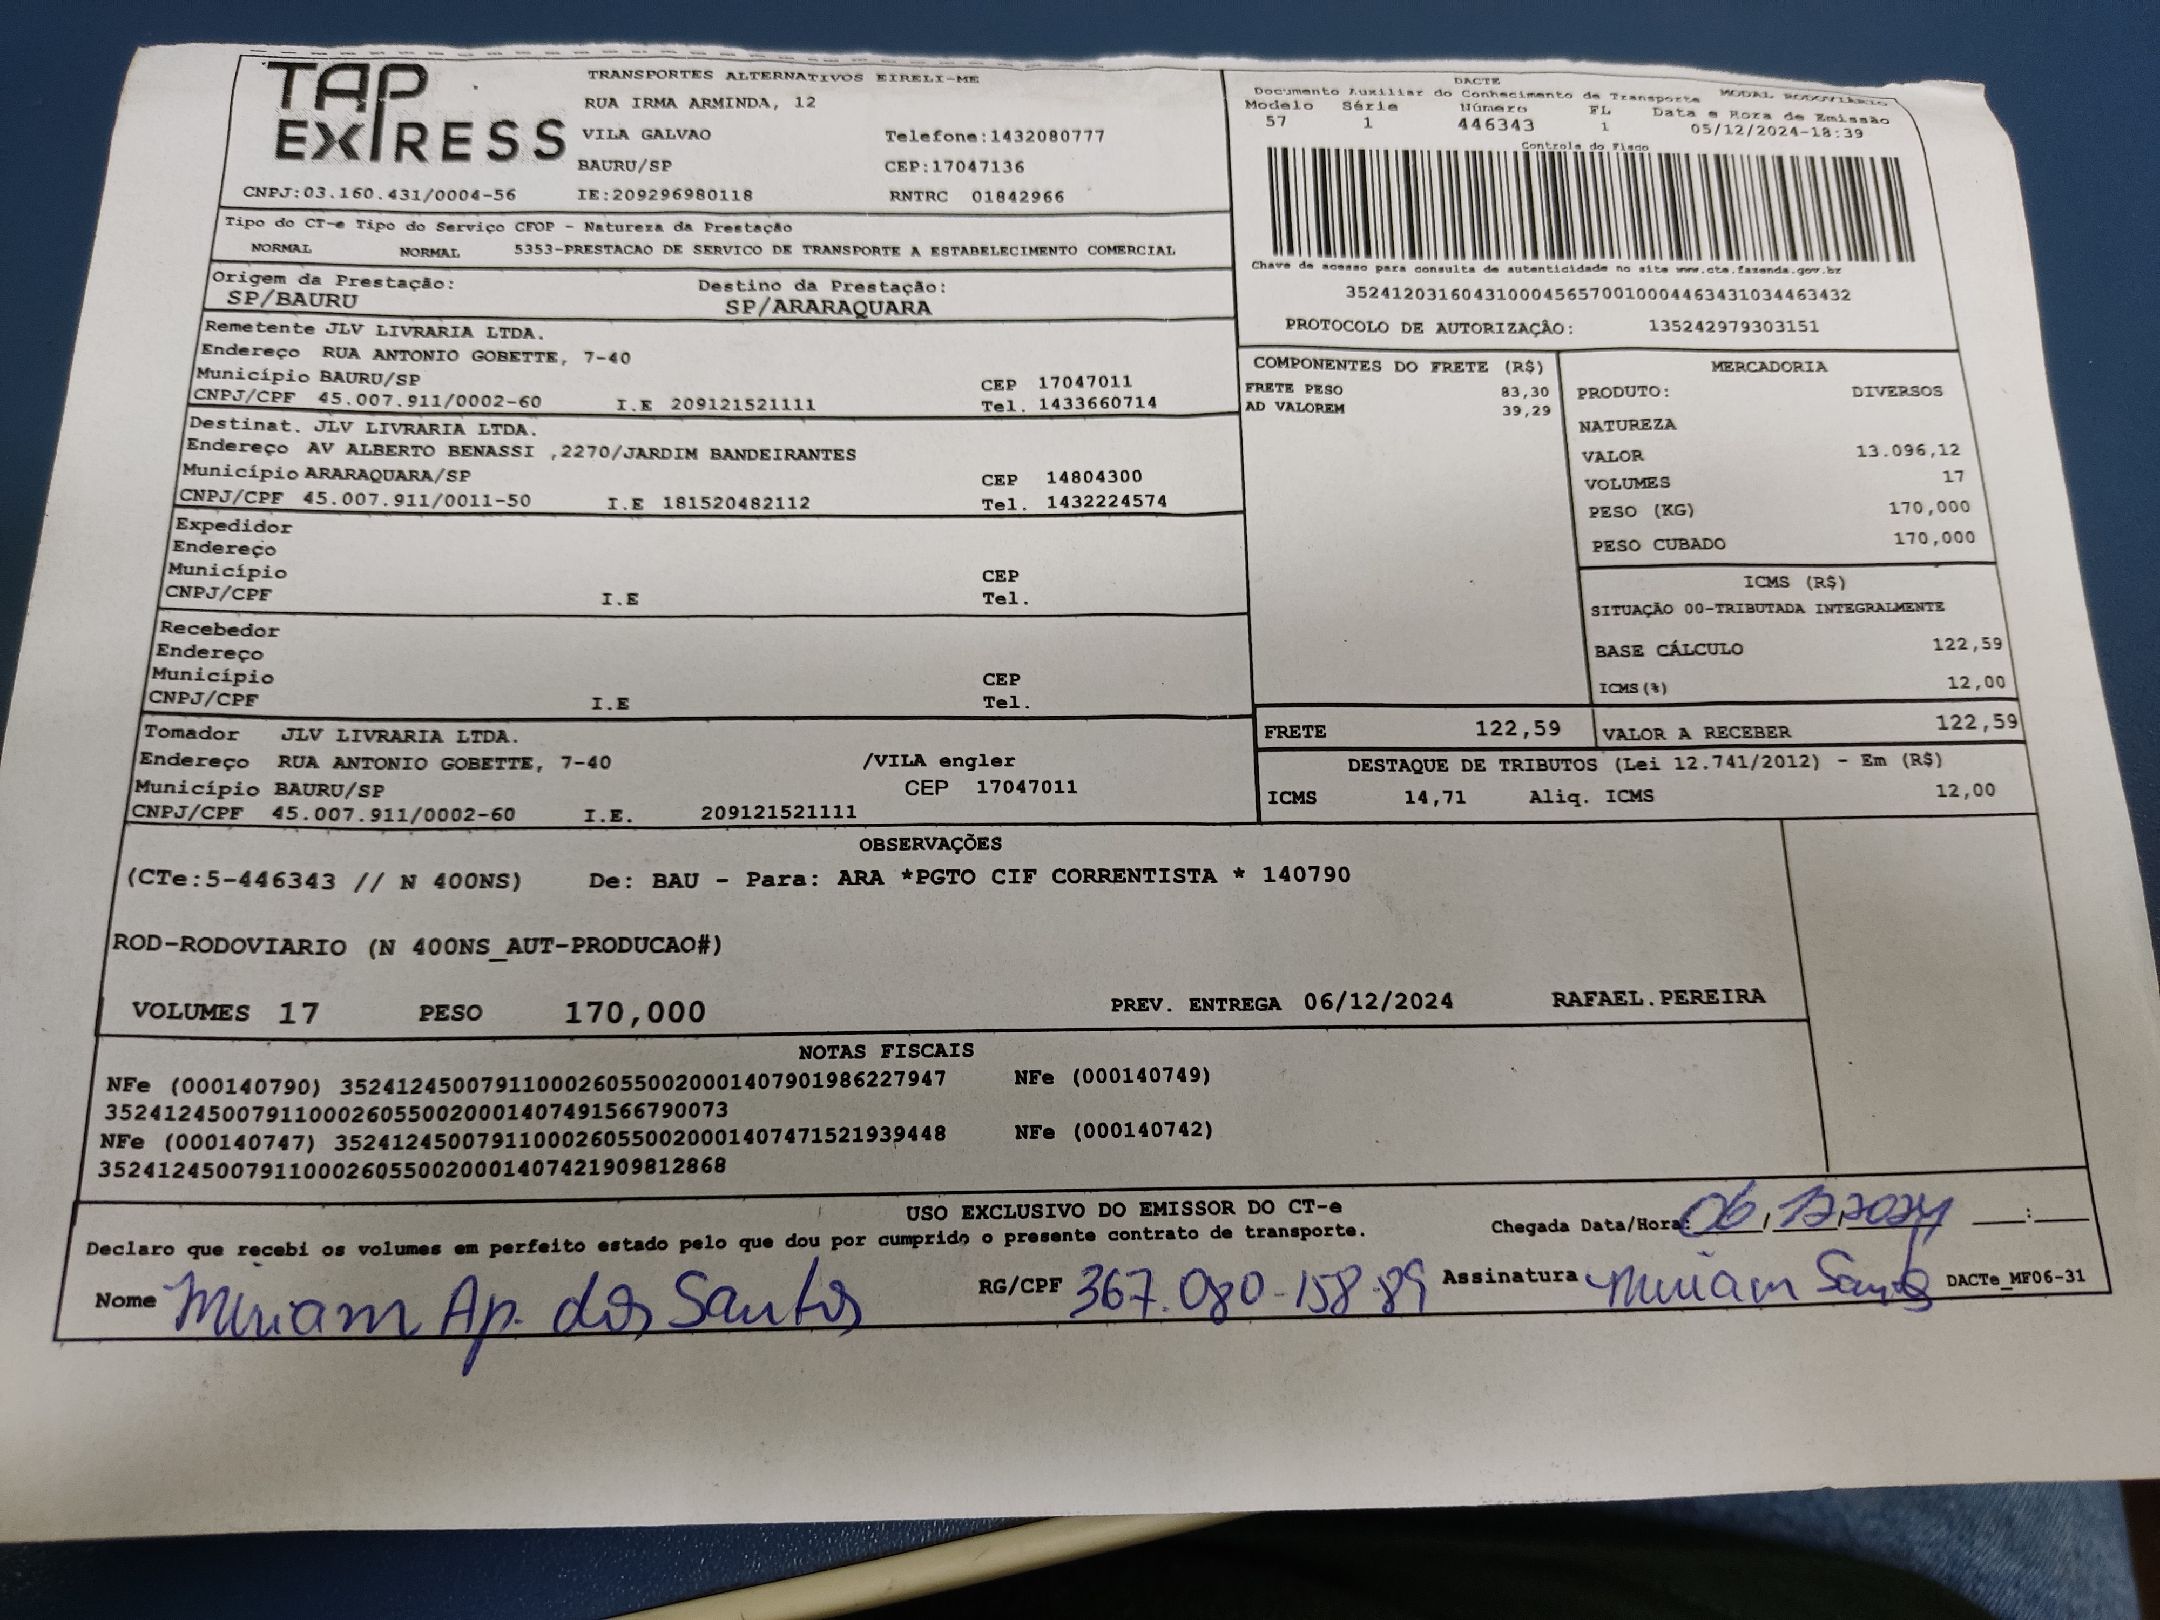 TAP
EXPRESS
TRANSPORTES ALTERNATIVOS EIRELI-ME
RUA IRMA ARMINDA, 12
VILA GALVAO Telefone:1432080777
BAURU/SP CEP:17047136
CNPJ:03.160.431/0004-56 IE:209296980118 RNTRC 01842966
DACTE
Documento Auxiliar do Conhecimento de Transporte MODAL RODOVIÁRIO
Modelo Série Número FL Data e Hora de Emissão
57 1 446343 1 05/12/2024-18:39
Controle do Fisco
Chave de acesso para consulta de autenticidade no site www.cte.fazenda.gov.br
35241203160431000456570010004463431034463432
PROTOCOLO DE AUTORIZAÇÃO: 135242979303151
Tipo do CT-e Tipo do Serviço CFOP - Natureza da Prestação
NORMAL NORMAL 5353-PRESTACAO DE SERVICO DE TRANSPORTE A ESTABELECIMENTO COMERCIAL
Origem da Prestação: Destino da Prestação:
SP/BAURU SP/ARARAQUARA
Remetente JLV LIVRARIA LTDA.
Endereço RUA ANTONIO GOBETTE, 7-40
Município BAURU/SP CEP 17047011
CNPJ/CPF 45.007.911/0002-60 I.E 209121521111 Tel. 1433660714
Destinat. JLV LIVRARIA LTDA.
Endereço AV ALBERTO BENASSI ,2270/JARDIM BANDEIRANTES
Município ARARAQUARA/SP CEP 14804300
CNPJ/CPF 45.007.911/0011-50 I.E 181520482112 Tel. 1432224574
Expedidor
Endereço
Município CEP
CNPJ/CPF I.E Tel.
Recebedor
Endereço
Município CEP
CNPJ/CPF I.E Tel.
Tomador JLV LIVRARIA LTDA.
Endereço RUA ANTONIO GOBETTE, 7-40 /VILA engler
Município BAURU/SP CEP 17047011
CNPJ/CPF 45.007.911/0002-60 I.E. 209121521111
COMPONENTES DO FRETE (R$)
FRETE PESO 83,30
AD VALOREM 39,29
MERCADORIA
PRODUTO: DIVERSOS
NATUREZA
VALOR 13.096,12
VOLUMES 17
PESO (KG) 170,000
PESO CUBADO 170,000
ICMS (R$)
SITUAÇÃO 00-TRIBUTADA INTEGRALMENTE
BASE CÁLCULO 122,59
ICMS(%) 12,00
FRETE 122,59 VALOR A RECEBER 122,59
DESTAQUE DE TRIBUTOS (Lei 12.741/2012) - Em (R$)
ICMS 14,71 Aliq. ICMS 12,00
OBSERVAÇÕES
(CTe:5-446343 // N 400NS) De: BAU - Para: ARA *PGTO CIF CORRENTISTA * 140790
ROD-RODOVIARIO (N 400NS_AUT-PRODUCAO#)
VOLUMES 17 PESO 170,000 PREV. ENTREGA 06/12/2024 RAFAEL.PEREIRA
NOTAS FISCAIS
NFe (000140790) 35241245007911000260550020001407901986227947 NFe (000140749)
35241245007911000260550020001407491566790073
NFe (000140747) 35241245007911000260550020001407471521939448 NFe (000140742)
35241245007911000260550020001407421909812868
USO EXCLUSIVO DO EMISSOR DO CT-e
Declaro que recebi os volumes em perfeito estado pelo que dou por cumprido o presente contrato de transporte. Chegada Data/Hora: 06/12/2024 __:__
Nome Miriam Ap. dos Santos RG/CPF 367.080-158-89 Assinatura Miriam Santos DACTe_MF06-31